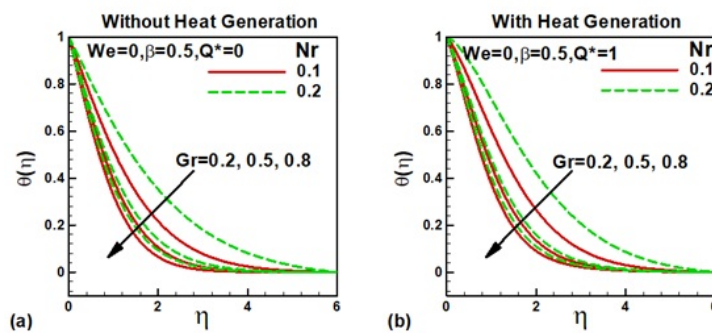 Without Heat Generation
We=0,β=0.5,Q*=0
Nr
0.1
0.2
Gr=0.2, 0.5, 0.8
θ(η)
1
0.8
0.6
0.4
0.2
0
0 2 4 6
η
(a)
With Heat Generation
We=0,β=0.5,Q*=1
Nr
0.1
0.2
Gr=0.2, 0.5, 0.8
θ(η)
1
0.8
0.6
0.4
0.2
0
0 2 4 6
η
(b)